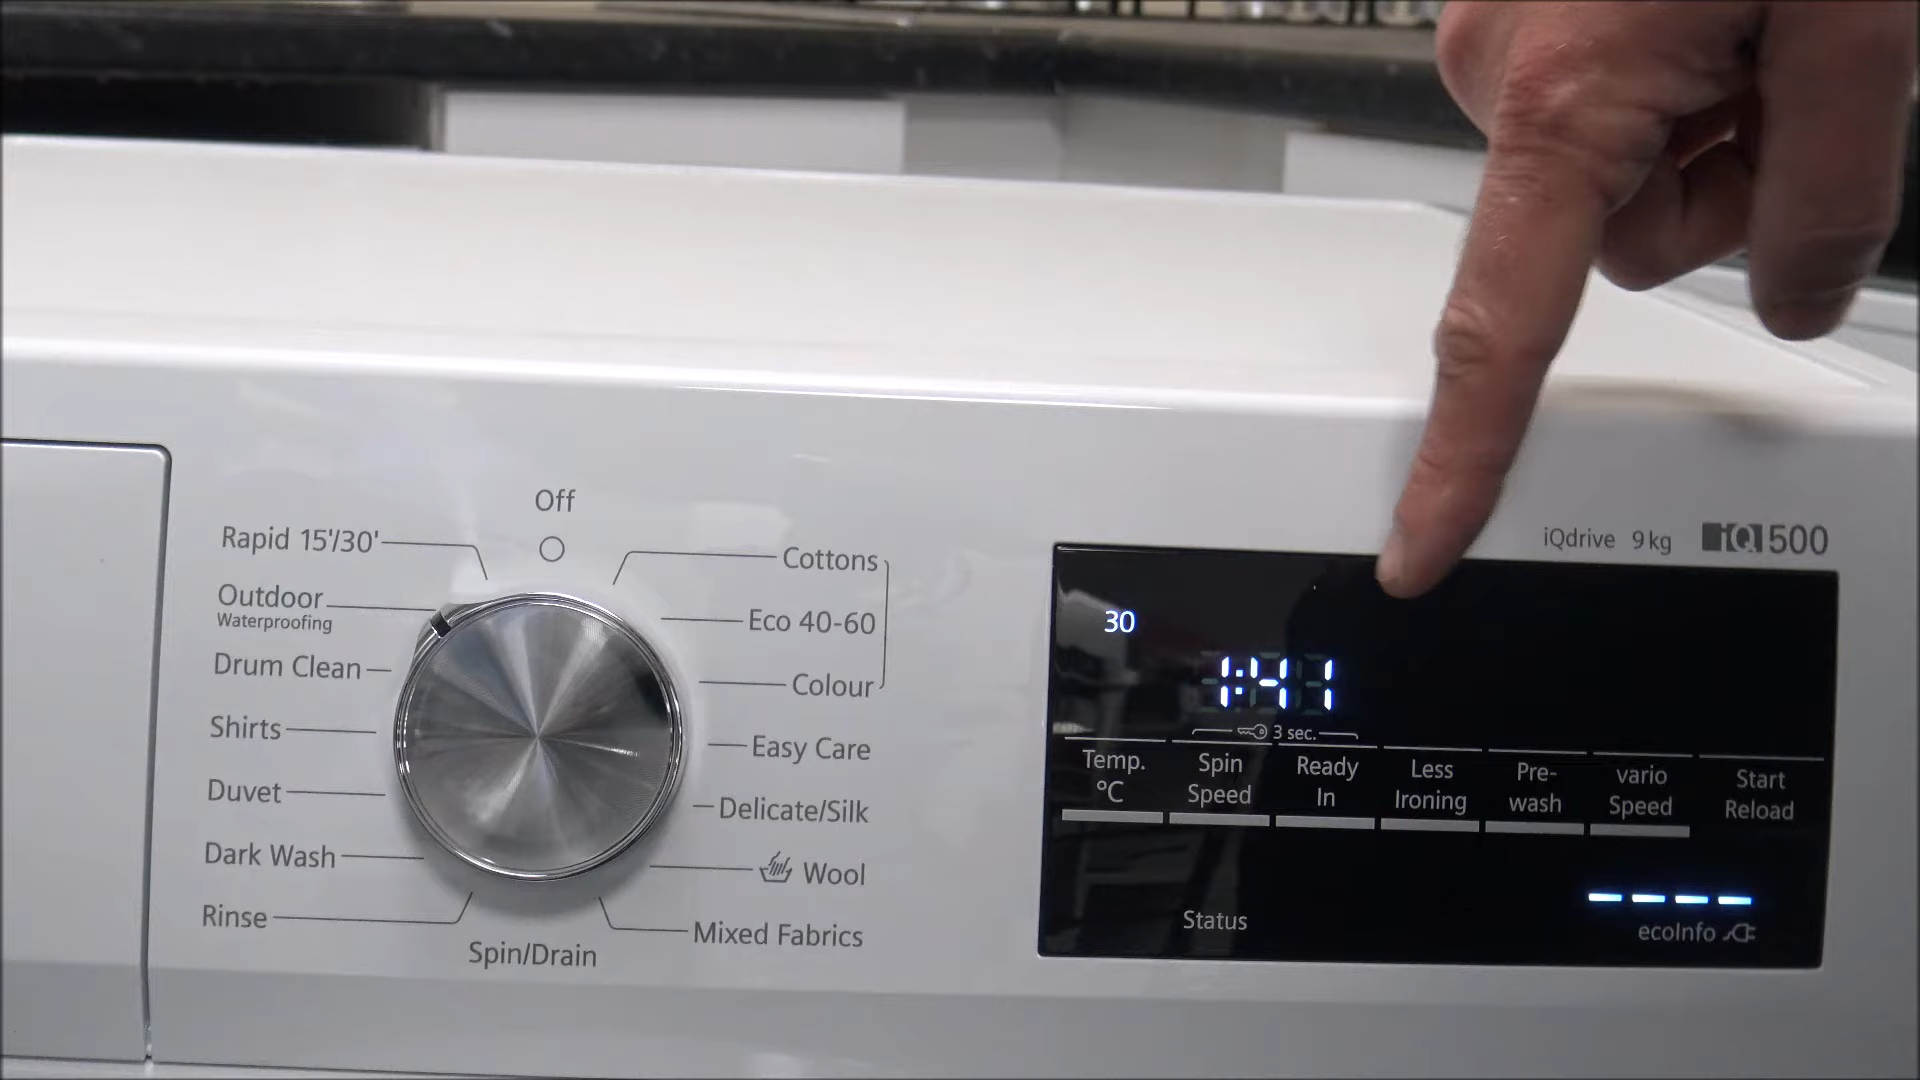 Off
Rapid 15'/30'
Outdoor
Waterproofing
Drum Clean
Shirts
Duvet
Dark Wash
Rinse
Spin/Drain
Cottons
Eco 40-60
Colour
Easy Care
Delicate/Silk
Wool
Mixed Fabrics
iQdrive 9 kg iQ500
30
1:41
3 sec.
Temp.
°C
Spin
Speed
Ready
In
Less
Ironing
Pre-
wash
vario
Speed
Start
Reload
Status
ecoInfo